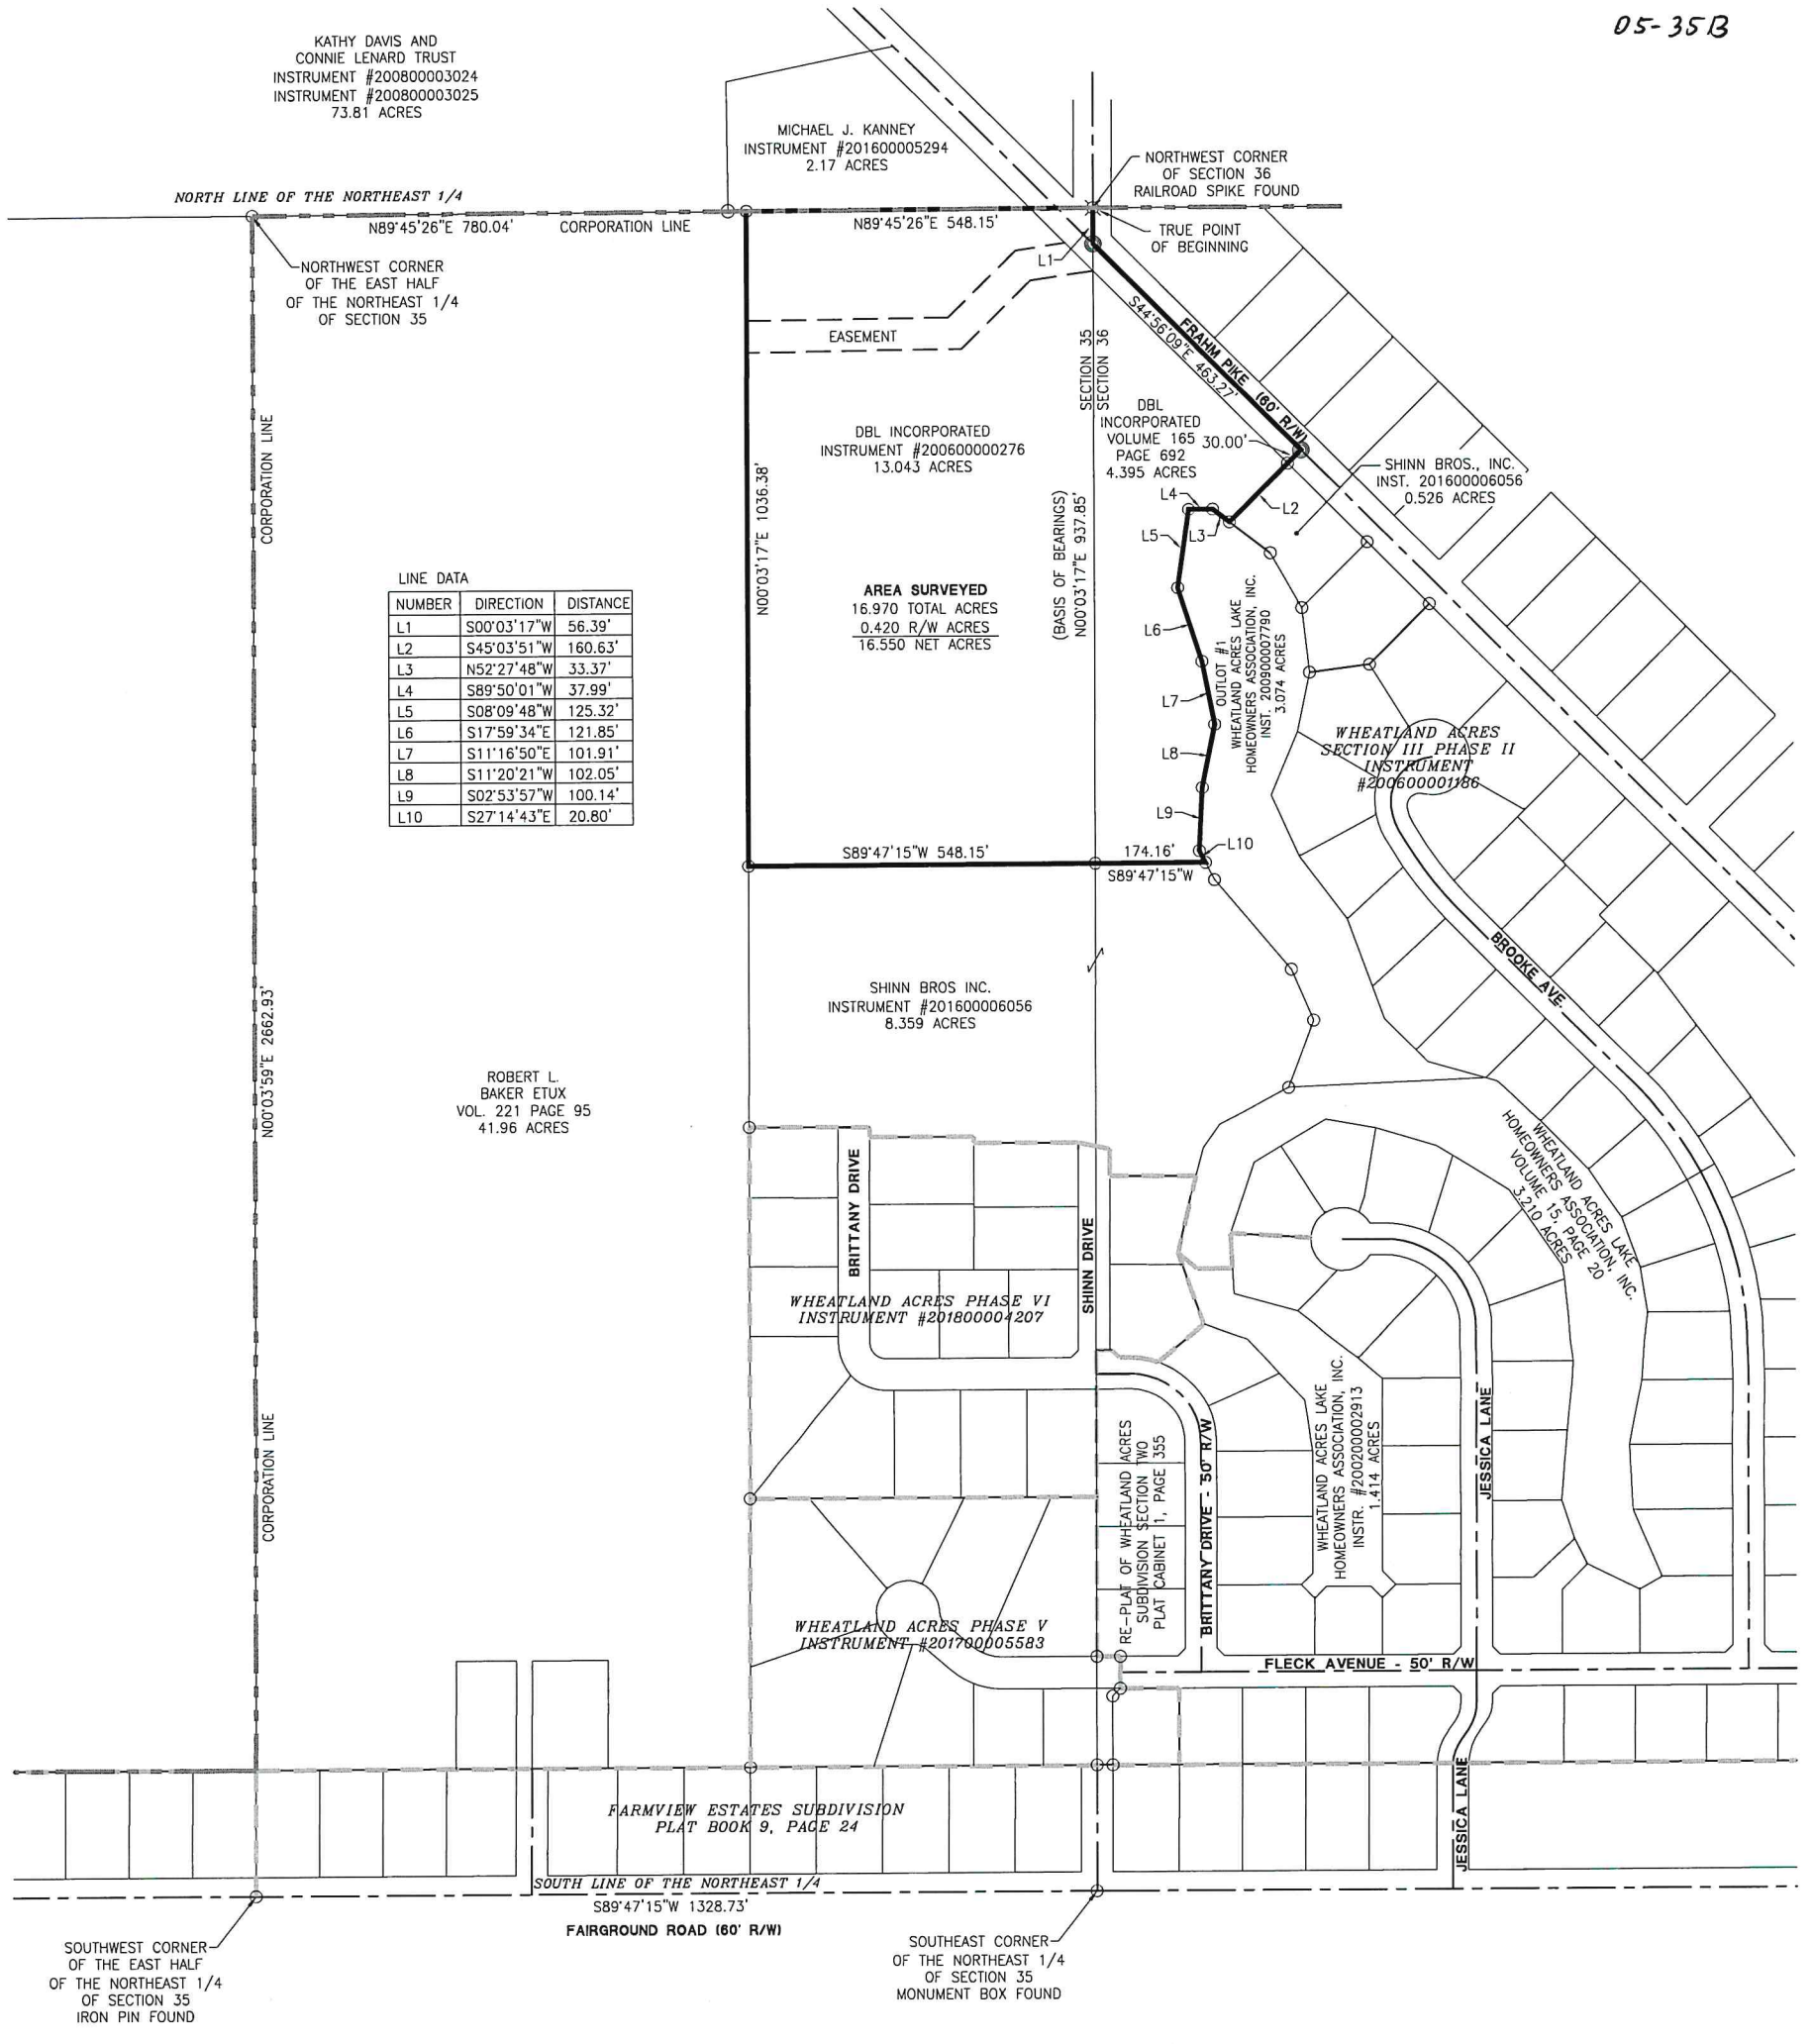 05-35B
KATHY DAVIS AND
CONNIE LENARD TRUST
INSTRUMENT #200800003024
INSTRUMENT #200800003025
73.81 ACRES
MICHAEL J. KANNEY
INSTRUMENT #201600005294
2.17 ACRES
NORTHWEST CORNER
OF SECTION 36
RAILROAD SPIKE FOUND
NORTH LINE OF THE NORTHEAST 1/4
N89°45'26"E 780.04'
CORPORATION LINE
N89°45'26"E 548.15'
TRUE POINT
OF BEGINNING
L1
NORTHWEST CORNER
OF THE EAST HALF
OF THE NORTHEAST 1/4
OF SECTION 35
EASEMENT
SECTION 35
SECTION 36
S44°56'09"E 463.27'
FRAHM PIKE (60' R/W)
CORPORATION LINE
N00°03'17"E 1036.38'
DBL INCORPORATED
INSTRUMENT #200600000276
13.043 ACRES
DBL
INCORPORATED
VOLUME 165
PAGE 692
4.395 ACRES
30.00'
SHINN BROS., INC.
INST. 201600006056
0.526 ACRES
L2
L4
L3
L5
(BASIS OF BEARINGS)
N00°03'17"E 937.85'
LINE DATA
NUMBER DIRECTION DISTANCE
L1 S00°03'17"W 56.39'
L2 S45°03'51"W 160.63'
L3 N52°27'48"W 33.37'
L4 S89°50'01"W 37.99'
L5 S08°09'48"W 125.32'
L6 S17°59'34"E 121.85'
L7 S11°16'50"E 101.91'
L8 S11°20'21"W 102.05'
L9 S02°53'57"W 100.14'
L10 S27°14'43"E 20.80'
AREA SURVEYED
16.970 TOTAL ACRES
0.420 R/W ACRES
16.550 NET ACRES
L6
L7
L8
L9
L10
OUTLOT #1
WHEATLAND ACRES LAKE
HOMEOWNERS ASSOCIATION, INC.
INST. 200900007790
3.074 ACRES
WHEATLAND ACRES
SECTION III PHASE II
INSTRUMENT
#200600001186
S89°47'15"W 548.15'
174.16'
S89°47'15"W
BROOKE AVE.
SHINN BROS INC.
INSTRUMENT #201600006056
8.359 ACRES
N00°03'59"E 2662.93'
ROBERT L.
BAKER ETUX
VOL. 221 PAGE 95
41.96 ACRES
WHEATLAND ACRES LAKE
HOMEOWNERS ASSOCIATION, INC.
VOLUME 15, PAGE 20
3.210 ACRES
BRITTANY DRIVE
SHINN DRIVE
WHEATLAND ACRES PHASE VI
INSTRUMENT #201800004207
CORPORATION LINE
RE-PLAT OF WHEATLAND ACRES
SUBDIVISION SECTION TWO
PLAT CABINET 1, PAGE 355
BRITTANY DRIVE - 50' R/W
WHEATLAND ACRES LAKE
HOMEOWNERS ASSOCIATION, INC.
INSTR. #200200002913
1.414 ACRES
JESSICA LANE
WHEATLAND ACRES PHASE V
INSTRUMENT #201700005583
FLECK AVENUE - 50' R/W
JESSICA LANE
FARMVIEW ESTATES SUBDIVISION
PLAT BOOK 9, PAGE 24
SOUTH LINE OF THE NORTHEAST 1/4
S89°47'15"W 1328.73'
FAIRGROUND ROAD (60' R/W)
SOUTHWEST CORNER
OF THE EAST HALF
OF THE NORTHEAST 1/4
OF SECTION 35
IRON PIN FOUND
SOUTHEAST CORNER
OF THE NORTHEAST 1/4
OF SECTION 35
MONUMENT BOX FOUND